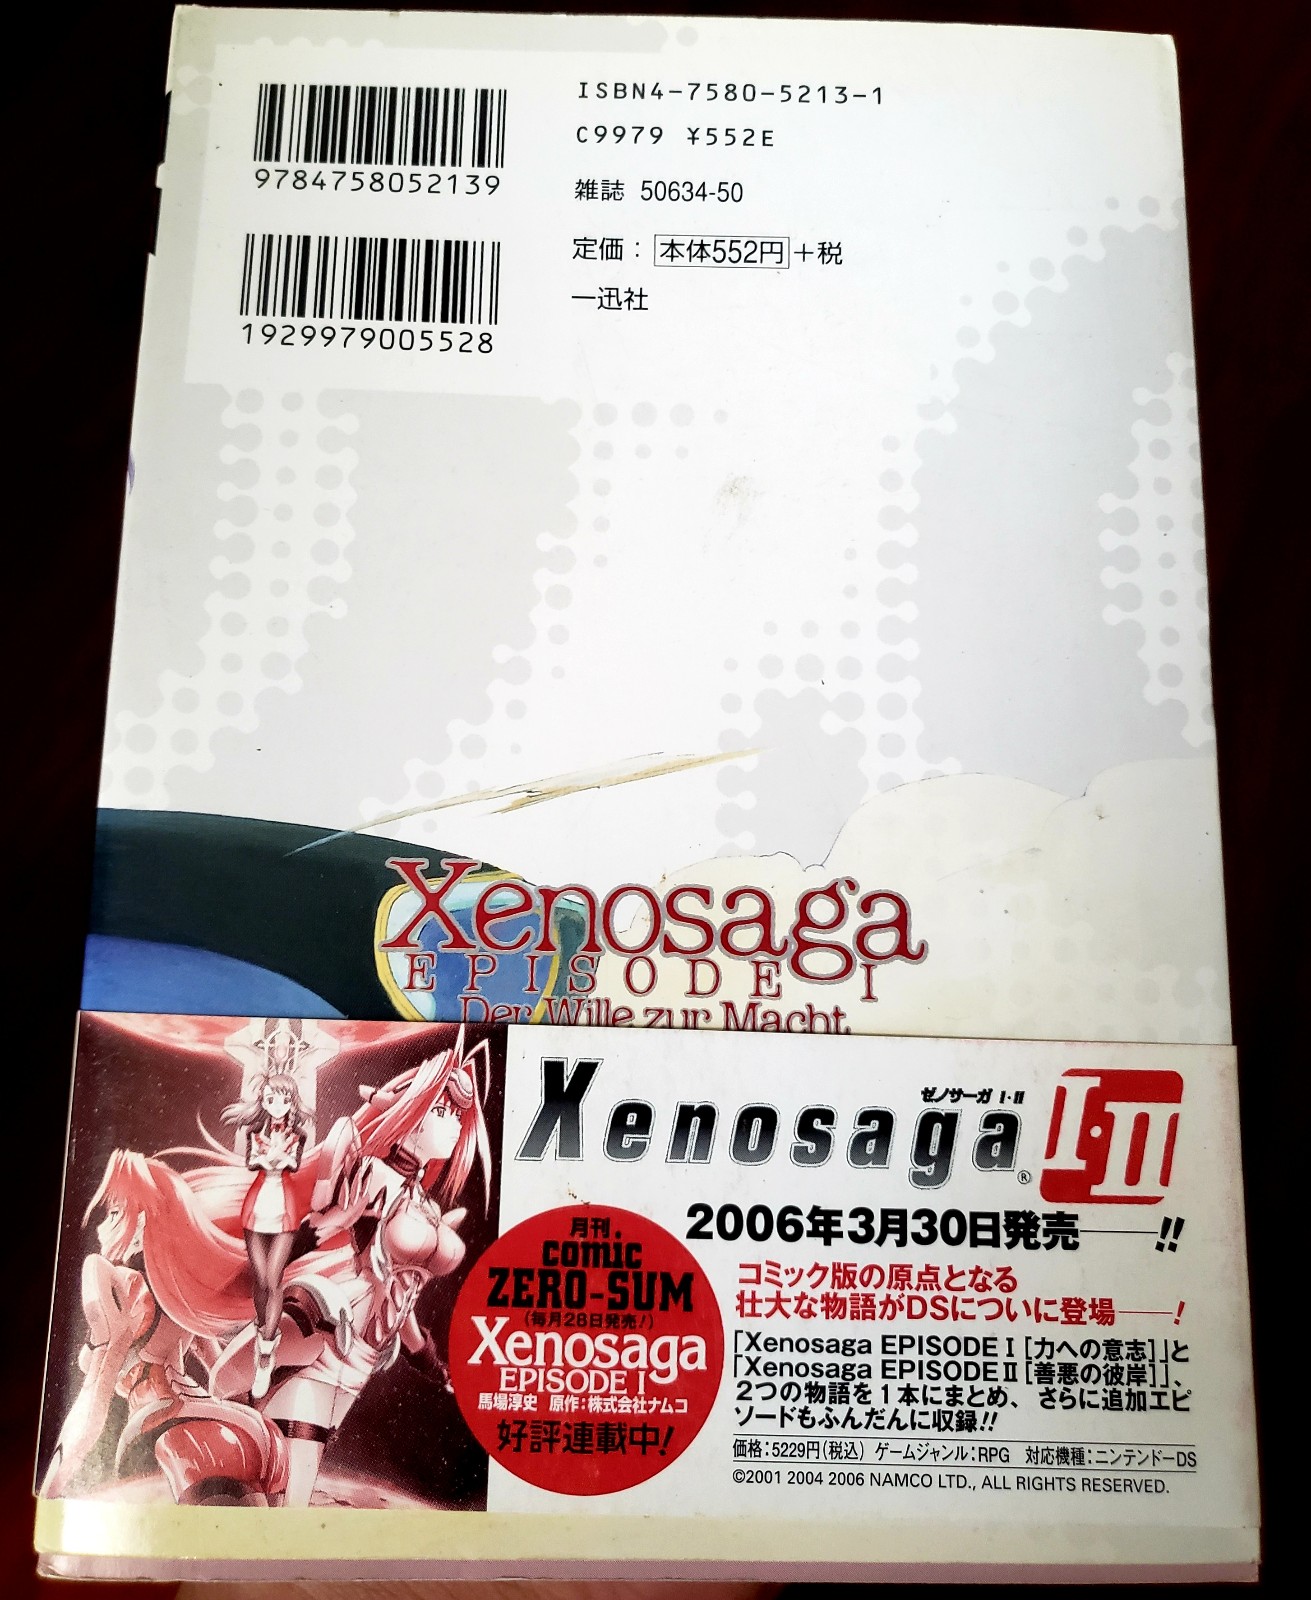 ISBN4-7580-5213-1
C9979 ¥552E
9784758052139
雑誌 50634-50
定価：本体552円＋税
1929979005528
一迅社
Xenosaga
EPISODE I
Der Wille zur Macht
ゼノサーガ I・II
Xenosaga® I・II
2006年3月30日発売──!!
コミック版の原点となる
壮大な物語がDSについに登場──!
「Xenosaga EPISODE I [力への意志]」と
「Xenosaga EPISODE II [善悪の彼岸]」、
2つの物語を1本にまとめ、さらに追加エピ
ソードもふんだんに収録!!
価格:5229円(税込) ゲームジャンル:RPG 対応機種:ニンテンドーDS
©2001 2004 2006 NAMCO LTD., ALL RIGHTS RESERVED.
月刊
comic
ZERO-SUM
(毎月28日発売!)
Xenosaga
EPISODE I
馬場淳史 原作:株式会社ナムコ
好評連載中!